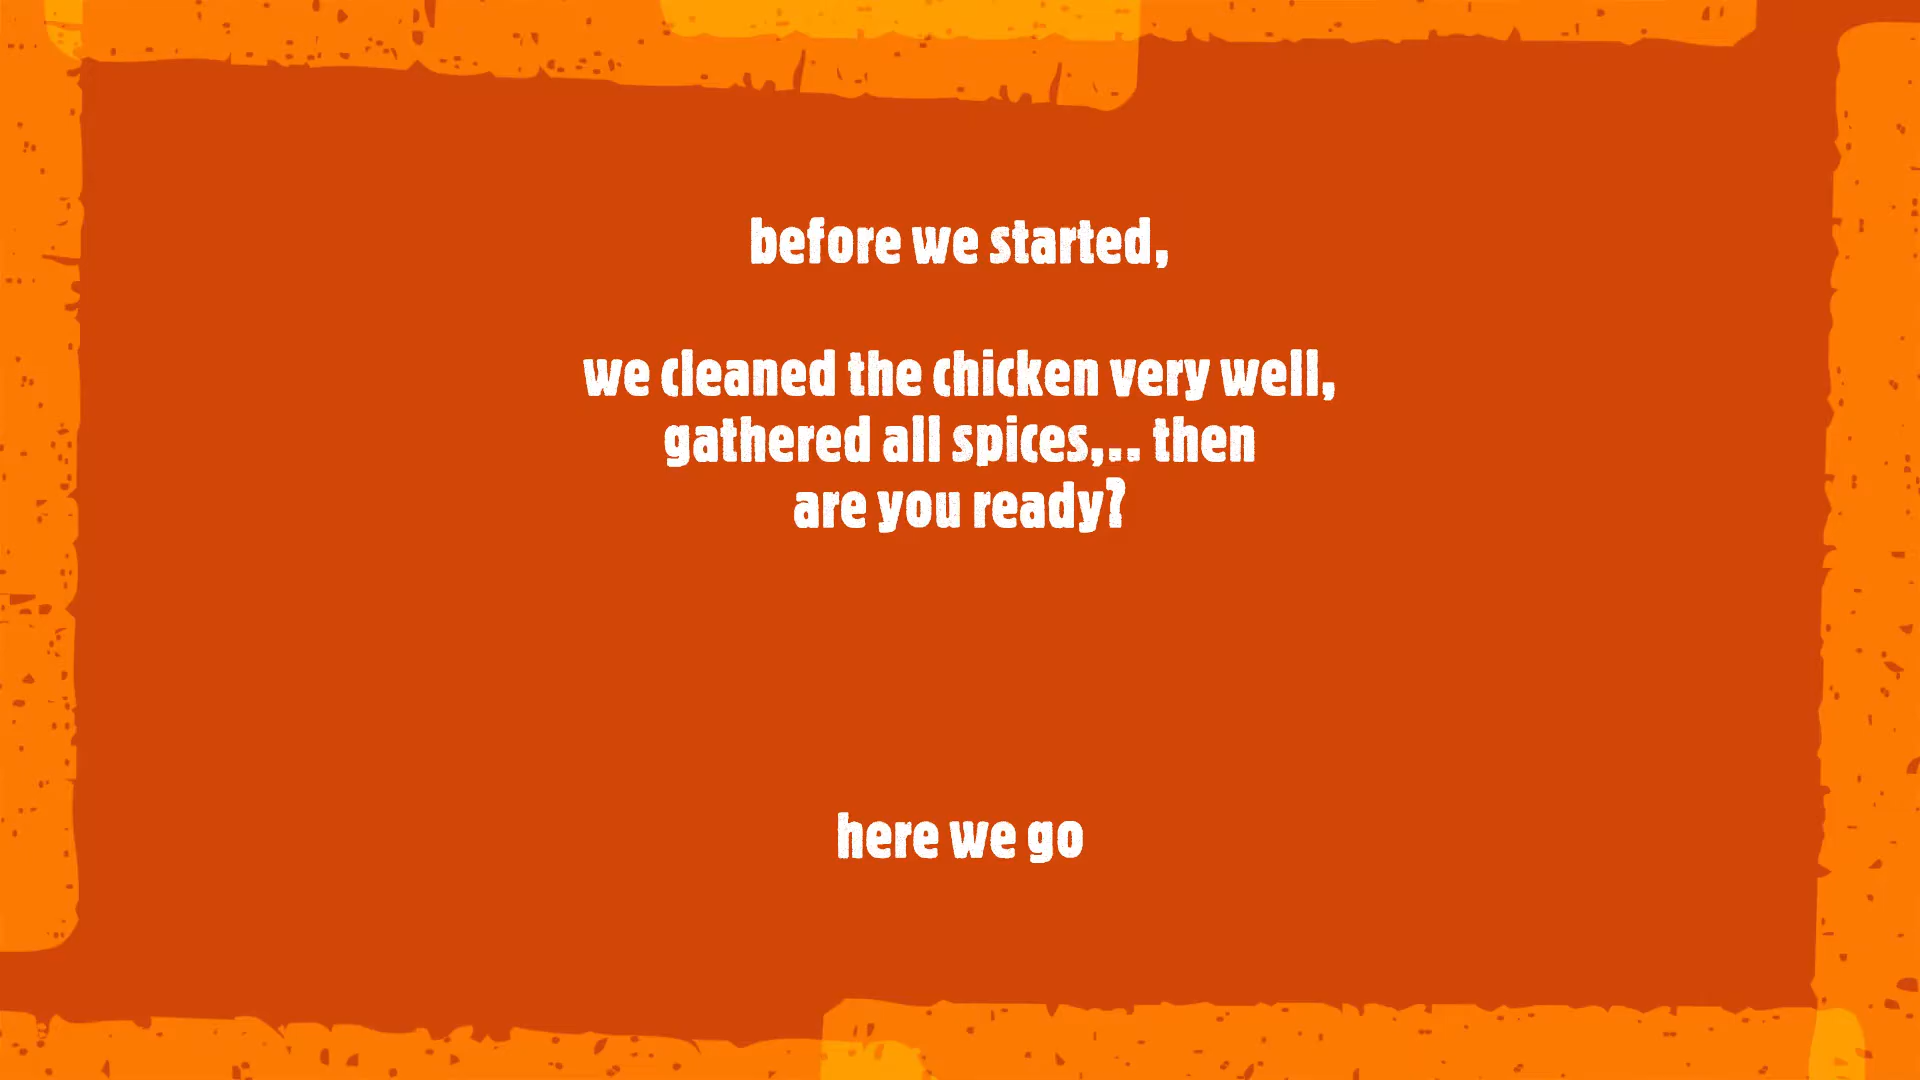 before we started,
we cleaned the chicken very well,
gathered all spices,.. then
are you ready?
here we go